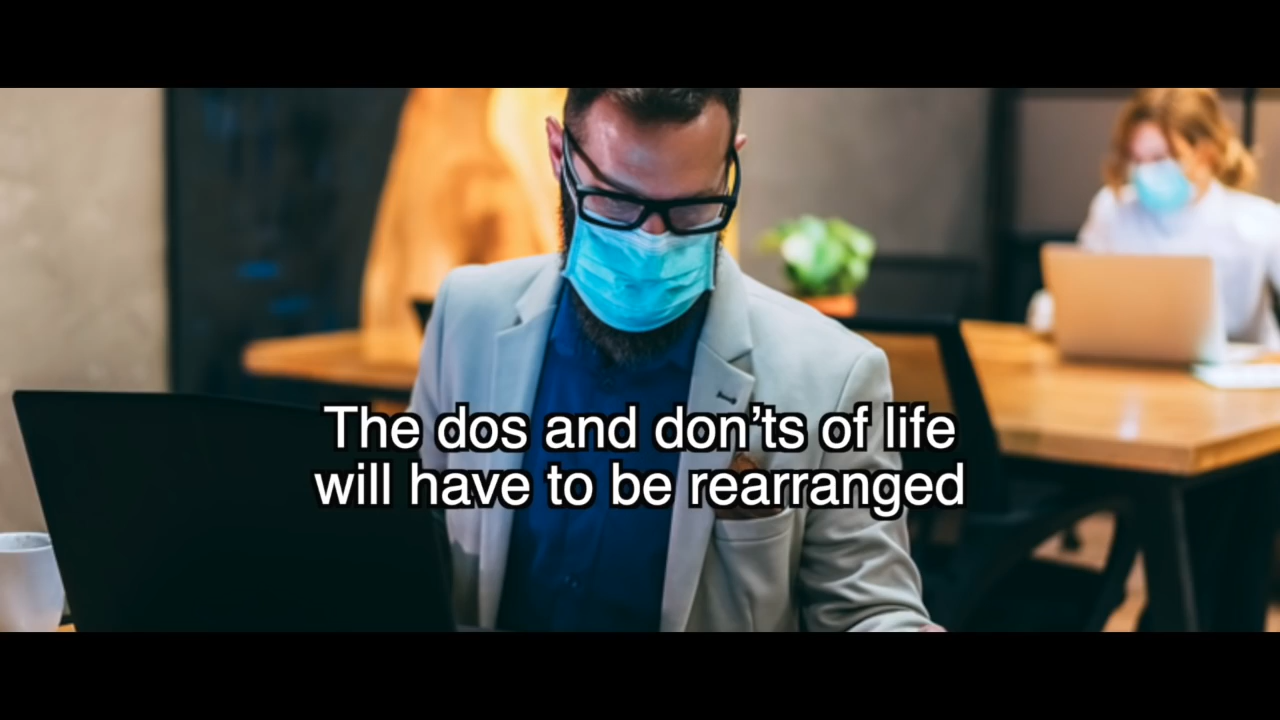 The dos and don’ts of life
will have to be rearranged